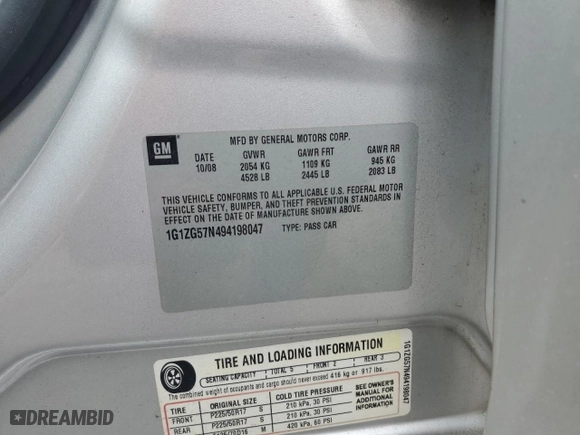 GM
MFD BY GENERAL MOTORS CORP.
DATE GVWR GAWR FRT GAWR RR
10/08 2054 KG 1109 KG 945 KG
4528 LB 2445 LB 2083 LB
THIS VEHICLE CONFORMS TO ALL APPLICABLE U.S. FEDERAL MOTOR
VEHICLE SAFETY, BUMPER, AND THEFT PREVENTION STANDARDS IN
EFFECT ON THE DATE OF MANUFACTURE SHOWN ABOVE.
1G1ZG57N494198047 TYPE: PASS CAR
TIRE AND LOADING INFORMATION
SEATING CAPACITY TOTAL 5 FRONT 2 REAR 3
The combined weight of occupants and cargo should never exceed 416 kg or 917 lbs.
TIRE ORIGINAL SIZE COLD TIRE PRESSURE
FRONT P225/50R17 S 210 kPa, 30 PSI
REAR P225/50R17 S 210 kPa, 30 PSI
M 420 kPa, 60 PSI
SEE OWNER'S
MANUAL FOR
ADDITIONAL
INFORMATION
1G1ZG57N494198047
autobidcar